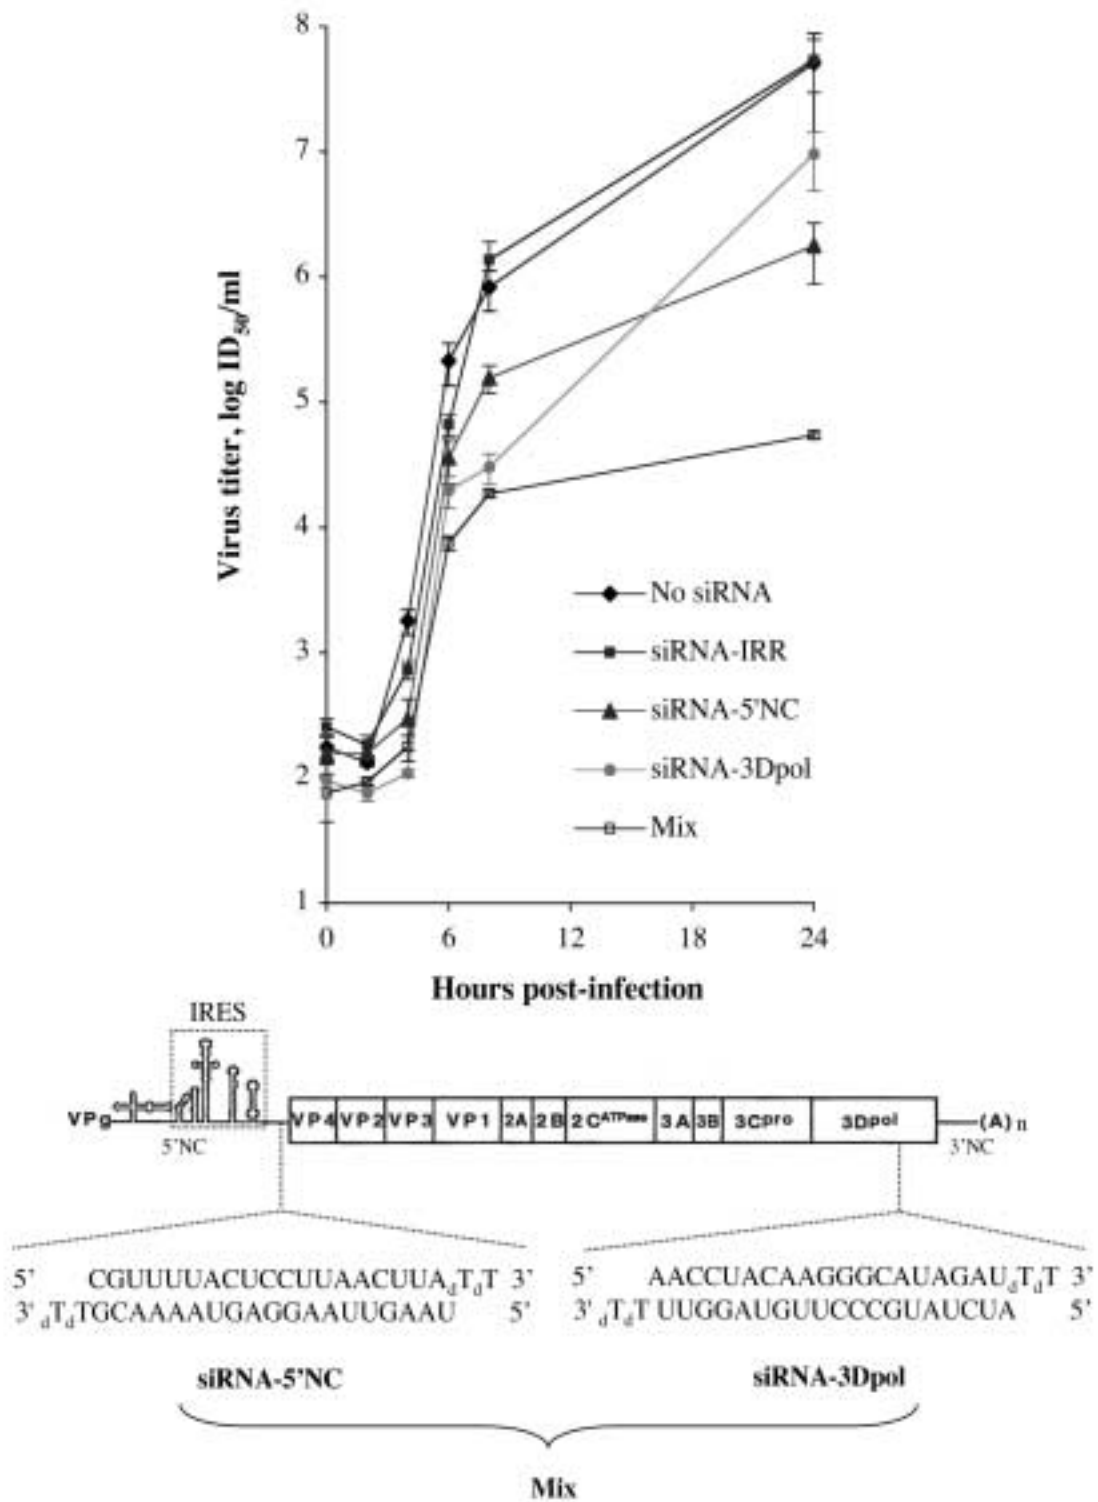 8
7
6
5
4
3
2
1
Virus titer, log ID50/ml
No siRNA
siRNA-IRR
siRNA-5'NC
siRNA-3Dpol
Mix
0 6 12 18 24
Hours post-infection
IRES
VPg VP4 VP2 VP3 VP1 2A 2B 2C ATPase 3A 3B 3Cpro 3Dpol (A)n
5'NC 3'NC
5' CGUUUUACUCCUUAACUUAdTdT 3' 5' AACCUACAAGGGCAUAGAUdTdT 3'
3' dTdTGCAAAAUGAGGAAUUGAAU 5' 3' dTdT UUGGAUGUUCCCGUAUCUA 5'
siRNA-5'NC siRNA-3Dpol
Mix